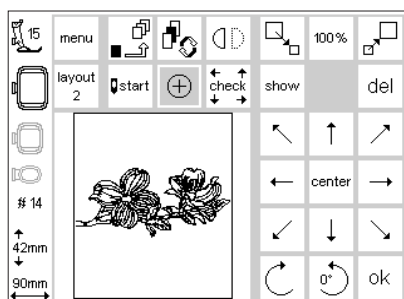 15
menu
100%
layout
2
start
check
show
del
center
# 14
42mm
90mm
0°
ok